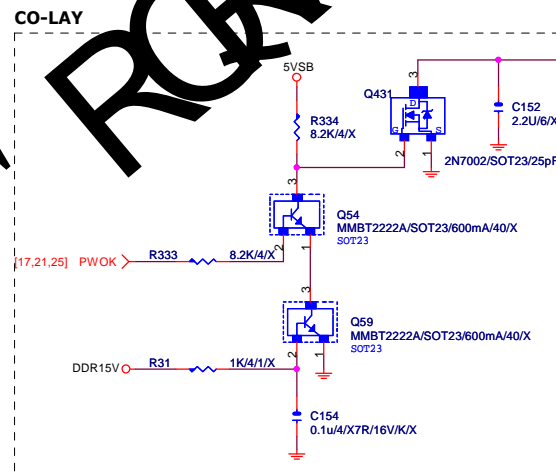 CO-LAY
5VSB
R334
8.2K/4/X
Q431
3
D
G
S
2
1
C152
2.2U/6/X
2N7002/SOT23/25pF
3
Q54
MMBT2222A/SOT23/600mA/40/X
SOT23
2
1
[17,21,25] PWOK
R333
8.2K/4/X
3
Q59
MMBT2222A/SOT23/600mA/40/X
SOT23
2
1
DDR15V
R31
1K/4/1/X
C154
0.1u/4/X7R/16V/K/X